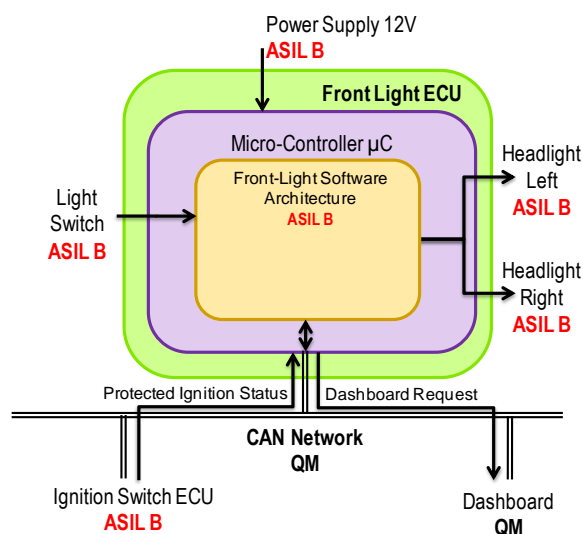 Power Supply 12V
ASIL B
Front Light ECU
Micro-Controller µC
Front-Light Software
Architecture
ASIL B
Light
Switch
ASIL B
Headlight
Left
ASIL B
Headlight
Right
ASIL B
Protected Ignition Status
Dashboard Request
CAN Network
QM
Ignition Switch ECU
ASIL B
Dashboard
QM